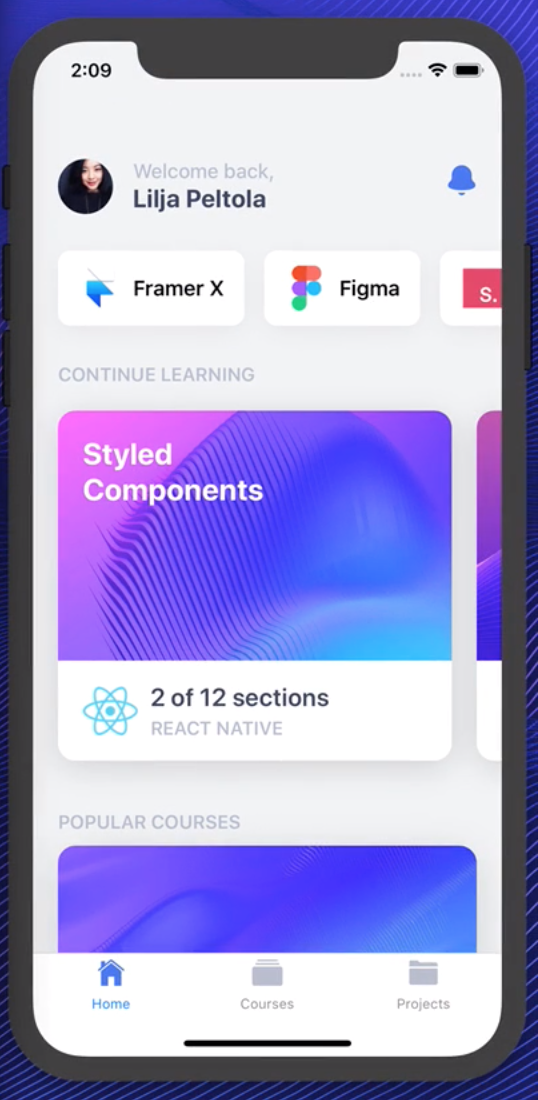 2:09
Welcome back,
Lilja Peltola
Framer X
Figma
s.
CONTINUE LEARNING
Styled
Components
2 of 12 sections
REACT NATIVE
POPULAR COURSES
Home
Courses
Projects